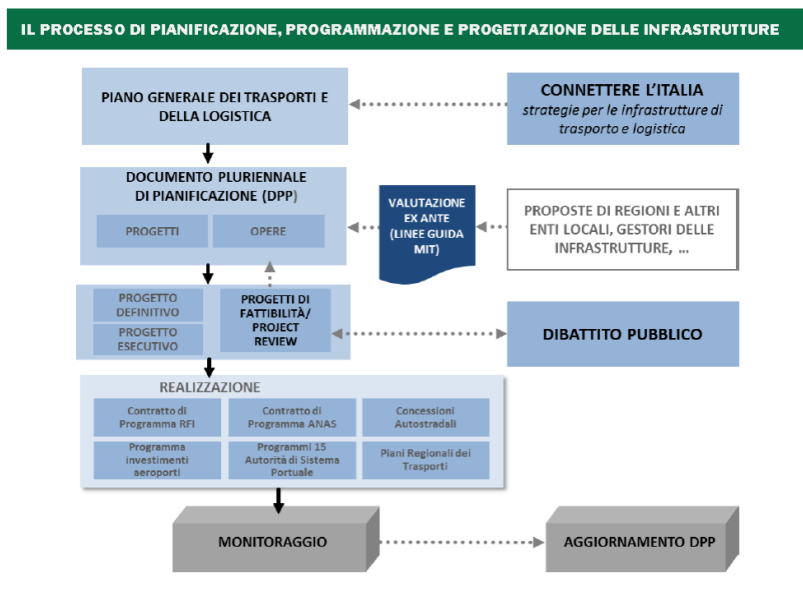 IL PROCESSO DI PIANIFICAZIONE, PROGRAMMAZIONE E PROGETTAZIONE DELLE INFRASTRUTTURE
PIANO GENERALE DEI TRASPORTI E
DELLA LOGISTICA
CONNETTERE L'ITALIA
strategie per le infrastrutture di
trasporto e logistica
DOCUMENTO PLURIENNALE
DI PIANIFICAZIONE (DPP)
PROGETTI
OPERE
VALUTAZIONE
EX ANTE
(LINEE GUIDA
MIT)
PROPOSTE DI REGIONI E ALTRI
ENTI LOCALI, GESTORI DELLE
INFRASTRUTTURE, ...
PROGETTO
DEFINITIVO
PROGETTO
ESECUTIVO
PROGETTI DI
FATTIBILITÀ/
PROJECT
REVIEW
DIBATTITO PUBBLICO
REALIZZAZIONE
Contratto di
Programma RFI
Contratto di
Programma ANAS
Concessioni
Autostradali
Programma
investimenti
aeroporti
Programmi 15
Autorità di Sistema
Portuale
Piani Regionali dei
Trasporti
MONITORAGGIO
AGGIORNAMENTO DPP